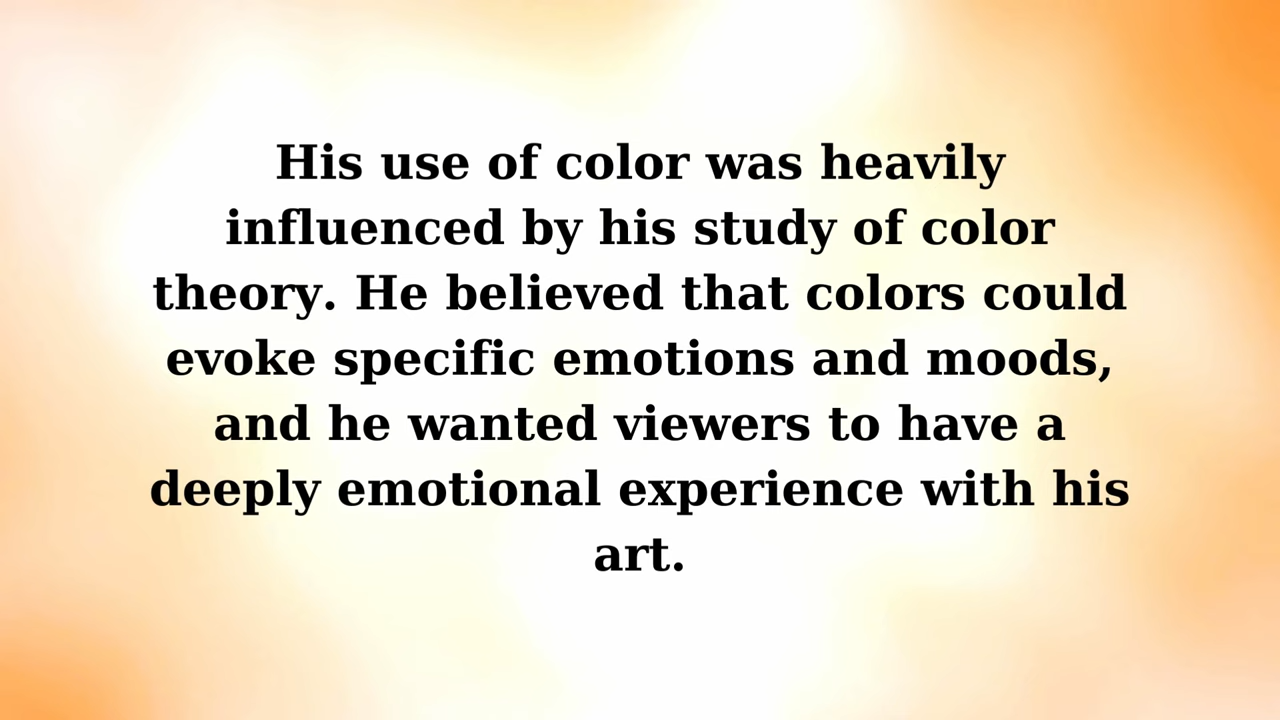 His use of color was heavily
influenced by his study of color
theory. He believed that colors could
evoke specific emotions and moods,
and he wanted viewers to have a
deeply emotional experience with his
art.